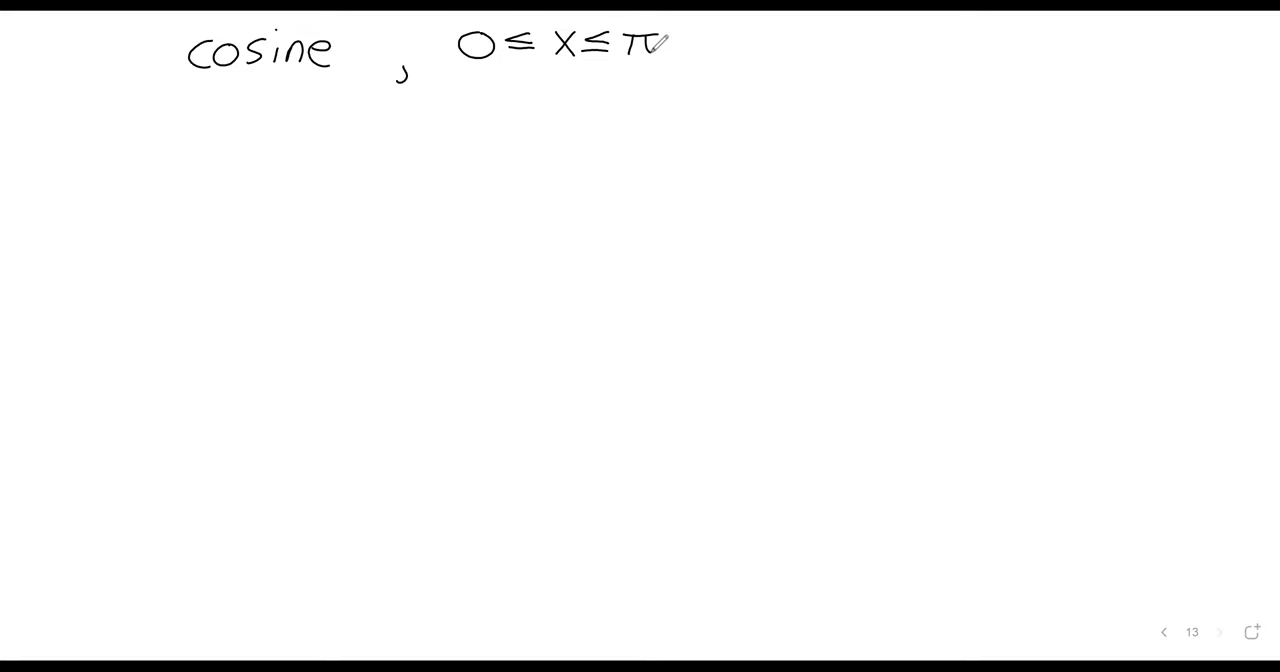 cosine , 0 ≤ x ≤ π
13